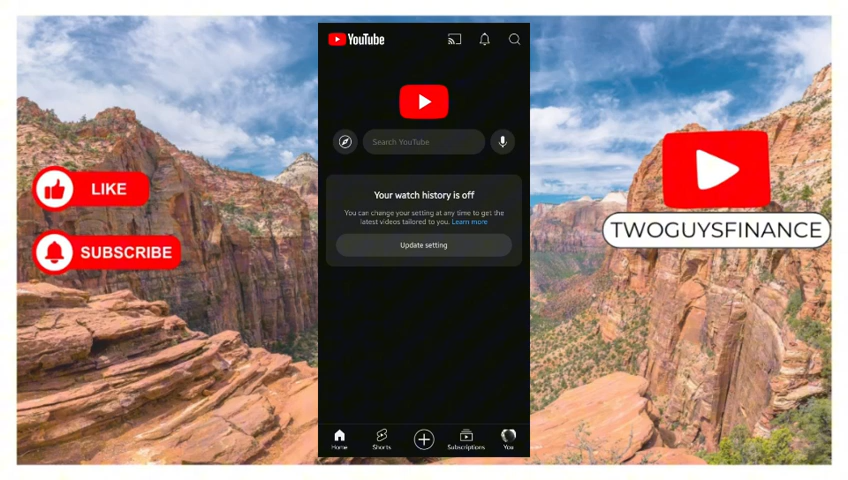 YouTube
Search YouTube
LIKE
SUBSCRIBE
TWOGUYSFINANCE
Your watch history is off
You can change your setting at any time to get the
latest videos tailored to you. Learn more
Update setting
Home
Shorts
Subscriptions
You